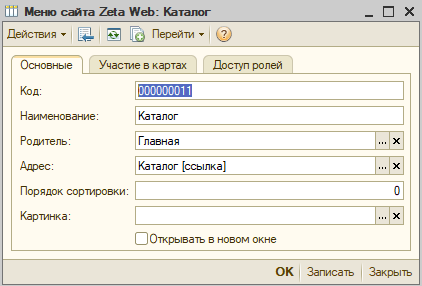 Меню сайта Zeta Web: Каталог
Действия Перейти ?
Основные Участие в картах Доступ ролей
Код: 000000011
Наименование: Каталог
Родитель: Главная ... ×
Адрес: Каталог [ссылка] ... ×
Порядок сортировки: 0
Картинка: ... ×
Открывать в новом окне
OK Записать Закрыть